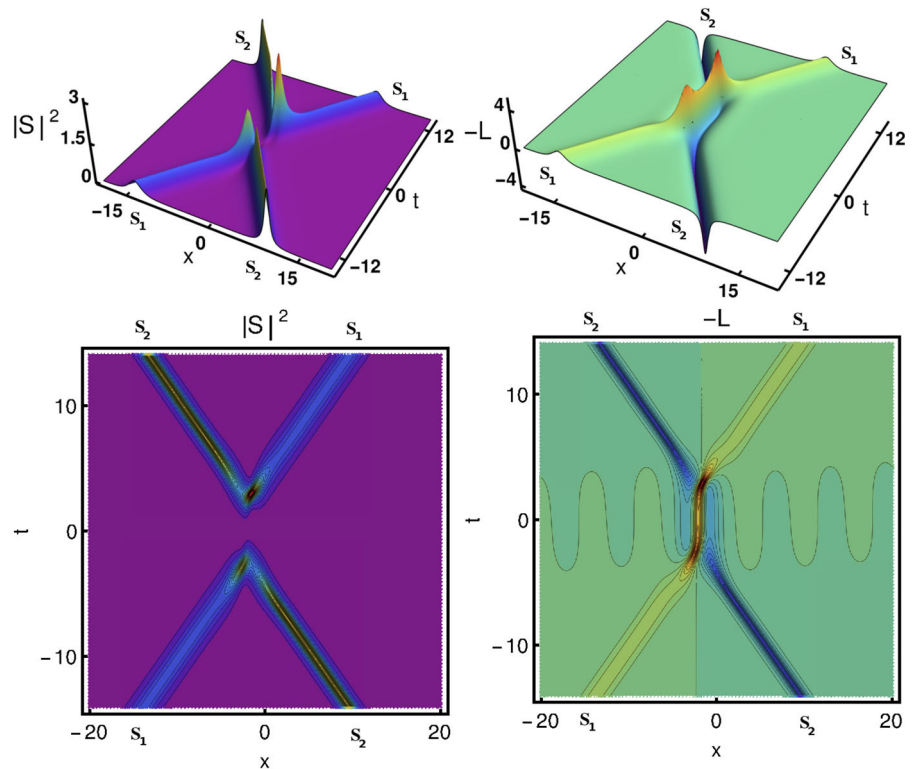 S₂
S₁
3
|S|²
1.5
0
−15
S₁
0
x
S₂
15
−12
0
t
12
S₂
S₁
4
−L
0
−4
S₁
−15
S₂
0
x
15
−12
0
t
12
S₂ |S|² S₁
10
t
0
−10
−20 0 20
S₁ S₂
x
S₂ −L S₁
10
t
0
−10
−20 0 20
S₁ S₂
x